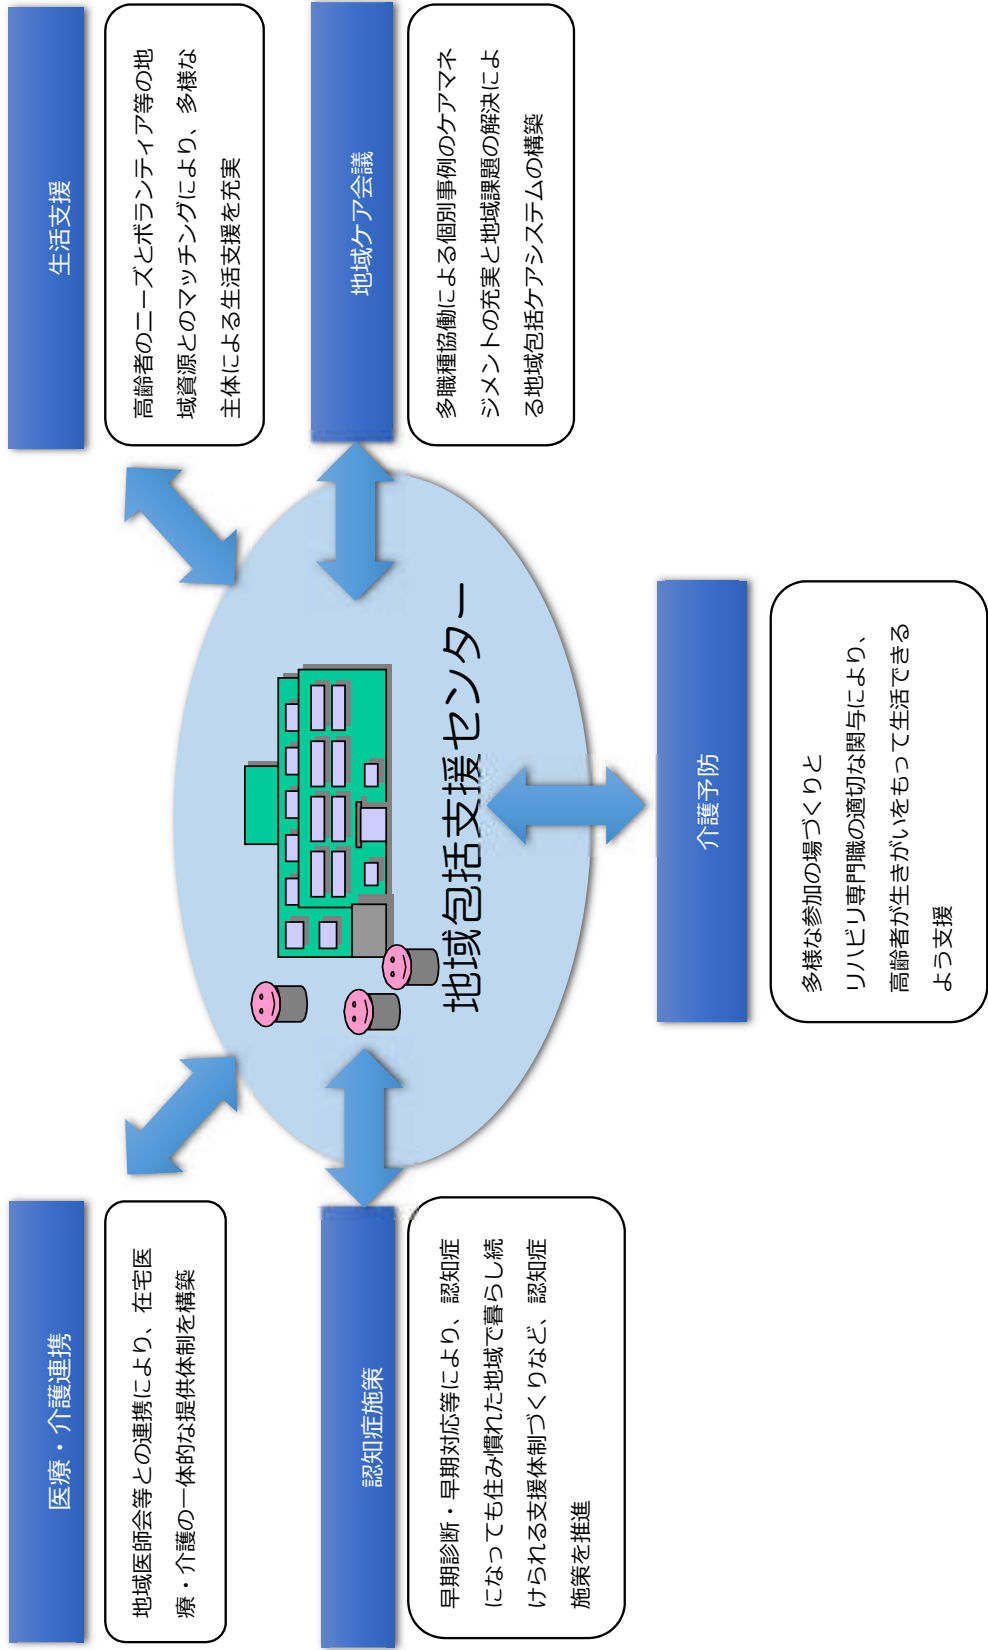 医療・介護連携
地域医師会等との連携により、在宅医
療・介護の一体的な提供体制を構築
生活支援
高齢者のニーズとボランティア等の地
域資源とのマッチングにより、多様な
主体による生活支援を充実
認知症施策
早期診断・早期対応等により、認知症
になっても住み慣れた地域で暮らし続
けられる支援体制づくりなど、認知症
施策を推進
地域包括支援センター
地域ケア会議
多職種協働による個別事例のケアマネ
ジメントの充実と地域課題の解決によ
る地域包括ケアシステムの構築
介護予防
多様な参加の場づくりと
リハビリ専門職の適切な関与により、
高齢者が生きがいをもって生活できる
よう支援